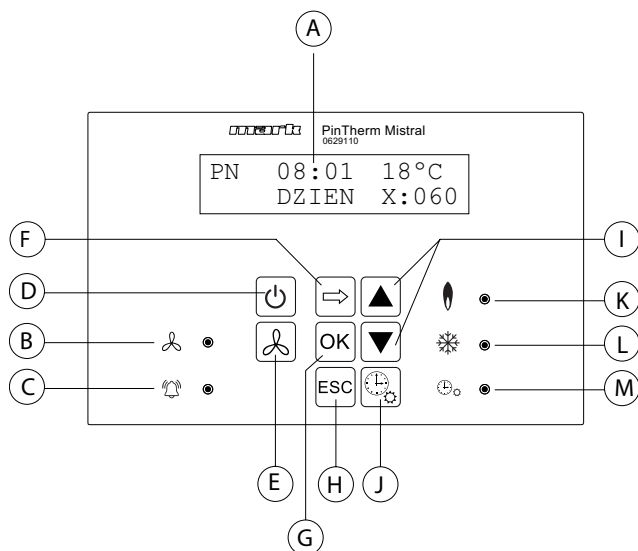 A
mark PinTherm Mistral
0629110
PN 08:01 18°C
DZIEN X:060
F
I
D
K
B
OK
L
C
ESC
M
E
H
J
G